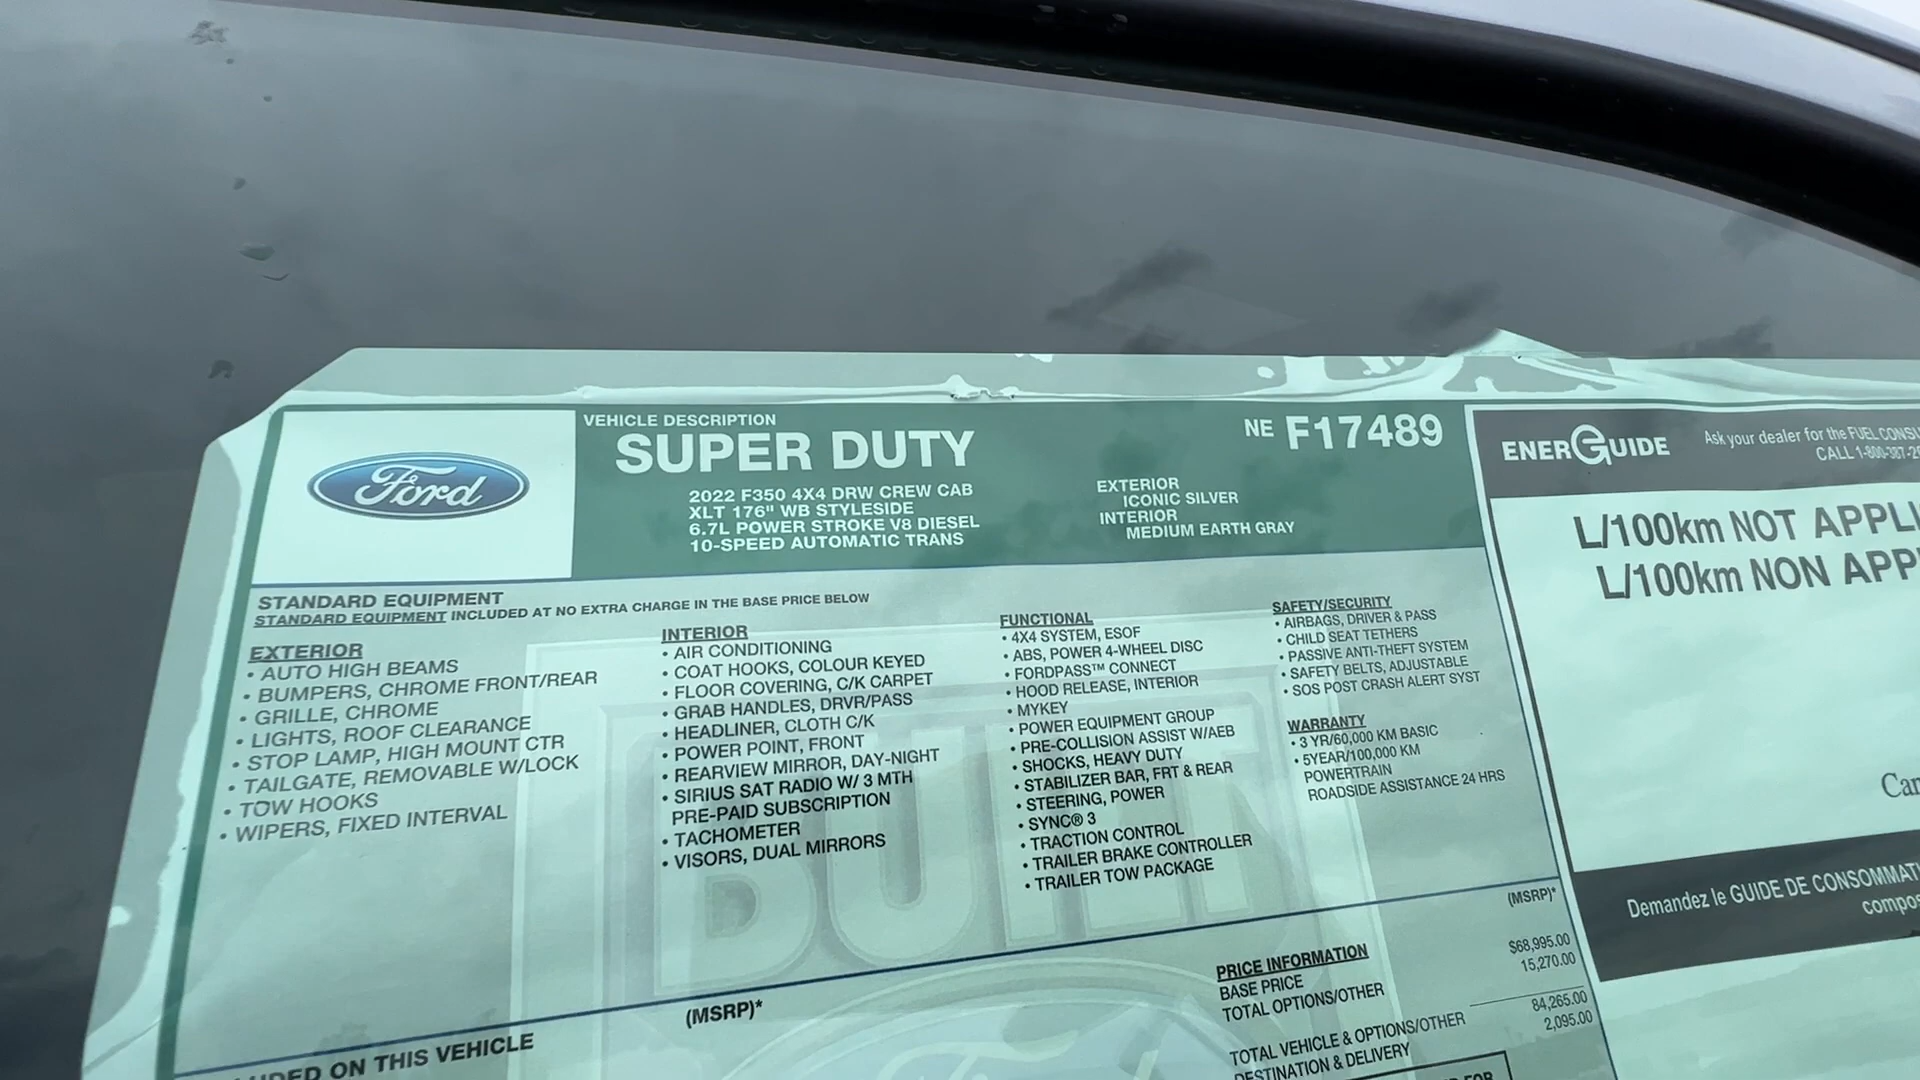 Ford
VEHICLE DESCRIPTION
SUPER DUTY
2022 F350 4X4 DRW CREW CAB
XLT 176" WB STYLESIDE
6.7L POWER STROKE V8 DIESEL
10-SPEED AUTOMATIC TRANS
NE F17489
EXTERIOR
ICONIC SILVER
INTERIOR
MEDIUM EARTH GRAY
STANDARD EQUIPMENT
STANDARD EQUIPMENT INCLUDED AT NO EXTRA CHARGE IN THE BASE PRICE BELOW
EXTERIOR
• AUTO HIGH BEAMS
• BUMPERS, CHROME FRONT/REAR
• GRILLE, CHROME
• LIGHTS, ROOF CLEARANCE
• STOP LAMP, HIGH MOUNT CTR
• TAILGATE, REMOVABLE W/LOCK
• TOW HOOKS
• WIPERS, FIXED INTERVAL
INTERIOR
• AIR CONDITIONING
• COAT HOOKS, COLOUR KEYED
• FLOOR COVERING, C/K CARPET
• GRAB HANDLES, DRVR/PASS
• HEADLINER, CLOTH C/K
• POWER POINT, FRONT
• REARVIEW MIRROR, DAY-NIGHT
• SIRIUS SAT RADIO W/ 3 MTH
PRE-PAID SUBSCRIPTION
• TACHOMETER
• VISORS, DUAL MIRRORS
FUNCTIONAL
• 4X4 SYSTEM, ESOF
• ABS, POWER 4-WHEEL DISC
• FORDPASS™ CONNECT
• HOOD RELEASE, INTERIOR
• MYKEY
• POWER EQUIPMENT GROUP
• PRE-COLLISION ASSIST W/AEB
• SHOCKS, HEAVY DUTY
• STABILIZER BAR, FRT & REAR
• STEERING, POWER
• SYNC® 3
• TRACTION CONTROL
• TRAILER BRAKE CONTROLLER
• TRAILER TOW PACKAGE
SAFETY/SECURITY
• AIRBAGS, DRIVER & PASS
• CHILD SEAT TETHERS
• PASSIVE ANTI-THEFT SYSTEM
• SAFETY BELTS, ADJUSTABLE
• SOS POST CRASH ALERT SYST
WARRANTY
• 3 YR/60,000 KM BASIC
• 5YEAR/100,000 KM
POWERTRAIN
ROADSIDE ASSISTANCE 24 HRS
BUILT
ON THIS VEHICLE
(MSRP)*
(MSRP)*
PRICE INFORMATION
BASE PRICE $68,995.00
TOTAL OPTIONS/OTHER 15,270.00
TOTAL VEHICLE & OPTIONS/OTHER 84,265.00
DESTINATION & DELIVERY 2,095.00
FOR
ENERGUIDE
Ask your dealer for the FUEL CONSU
CALL 1-800-387-2
L/100km NOT APPLI
L/100km NON APP
Can
Demandez le GUIDE DE CONSOMMATI
compos